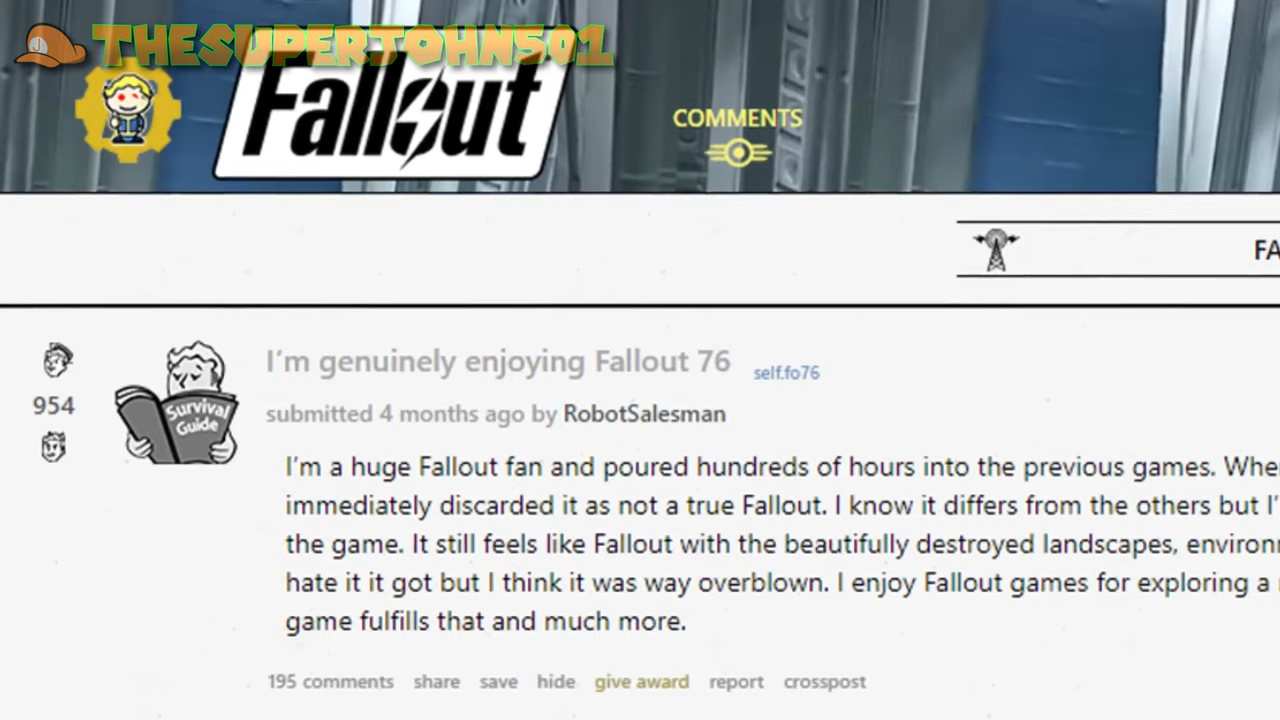 THESUPERJOHN501
Fallout
COMMENTS
FA
954
Survival
Guide
I'm genuinely enjoying Fallout 76 self.fo76
submitted 4 months ago by RobotSalesman
I'm a huge Fallout fan and poured hundreds of hours into the previous games. Whe
immediately discarded it as not a true Fallout. I know it differs from the others but I'
the game. It still feels like Fallout with the beautifully destroyed landscapes, environ
hate it it got but I think it was way overblown. I enjoy Fallout games for exploring a
game fulfills that and much more.
195 comments share save hide give award report crosspost